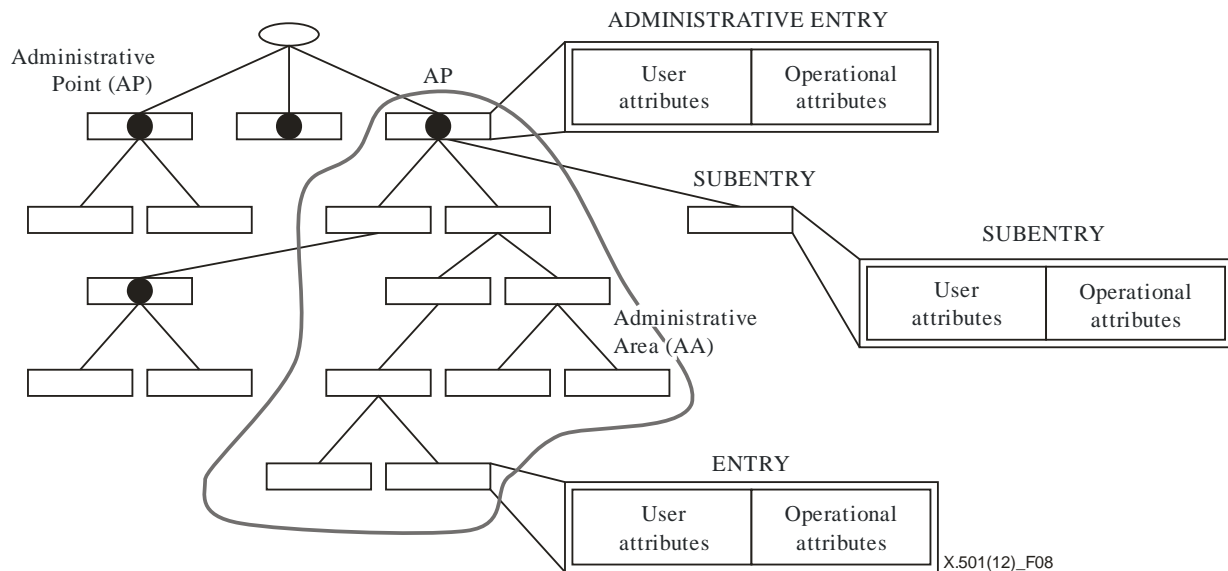 ADMINISTRATIVE ENTRY
Administrative
Point (AP)
AP
User
attributes
Operational
attributes
SUBENTRY
SUBENTRY
User
attributes
Operational
attributes
Administrative
Area (AA)
ENTRY
User
attributes
Operational
attributes
X.501(12)_F08